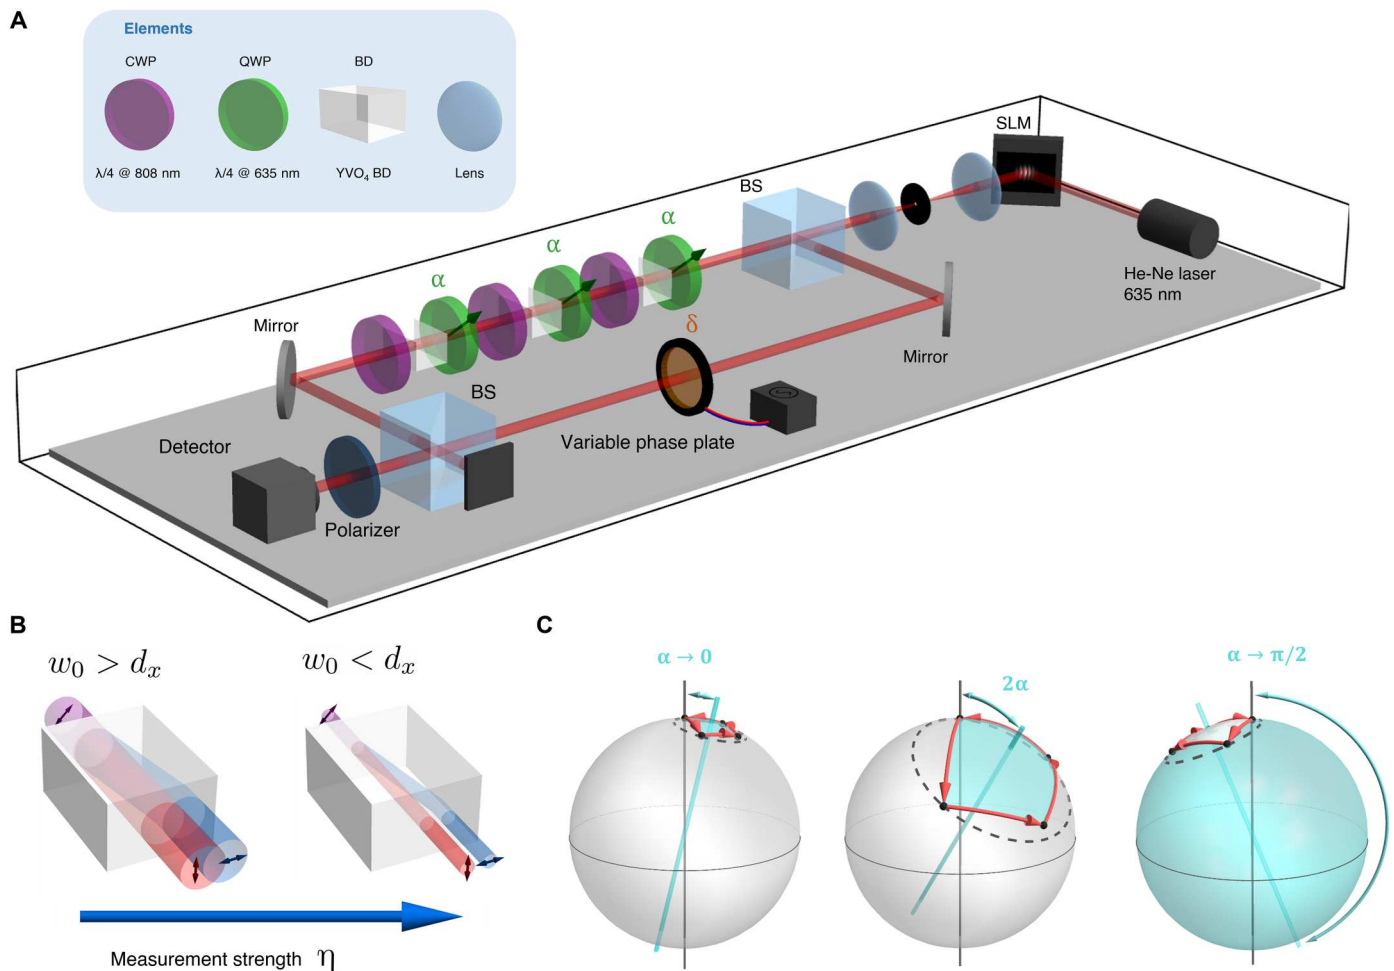 A
Elements
CWP
QWP
BD
λ/4 @ 808 nm
λ/4 @ 635 nm
YVO₄ BD
Lens
SLM
BS
α
α
α
He-Ne laser
635 nm
Mirror
δ
Mirror
BS
Variable phase plate
Detector
Polarizer
B
w₀ > dₓ
w₀ < dₓ
Measurement strength η
C
α → 0
2α
α → π/2